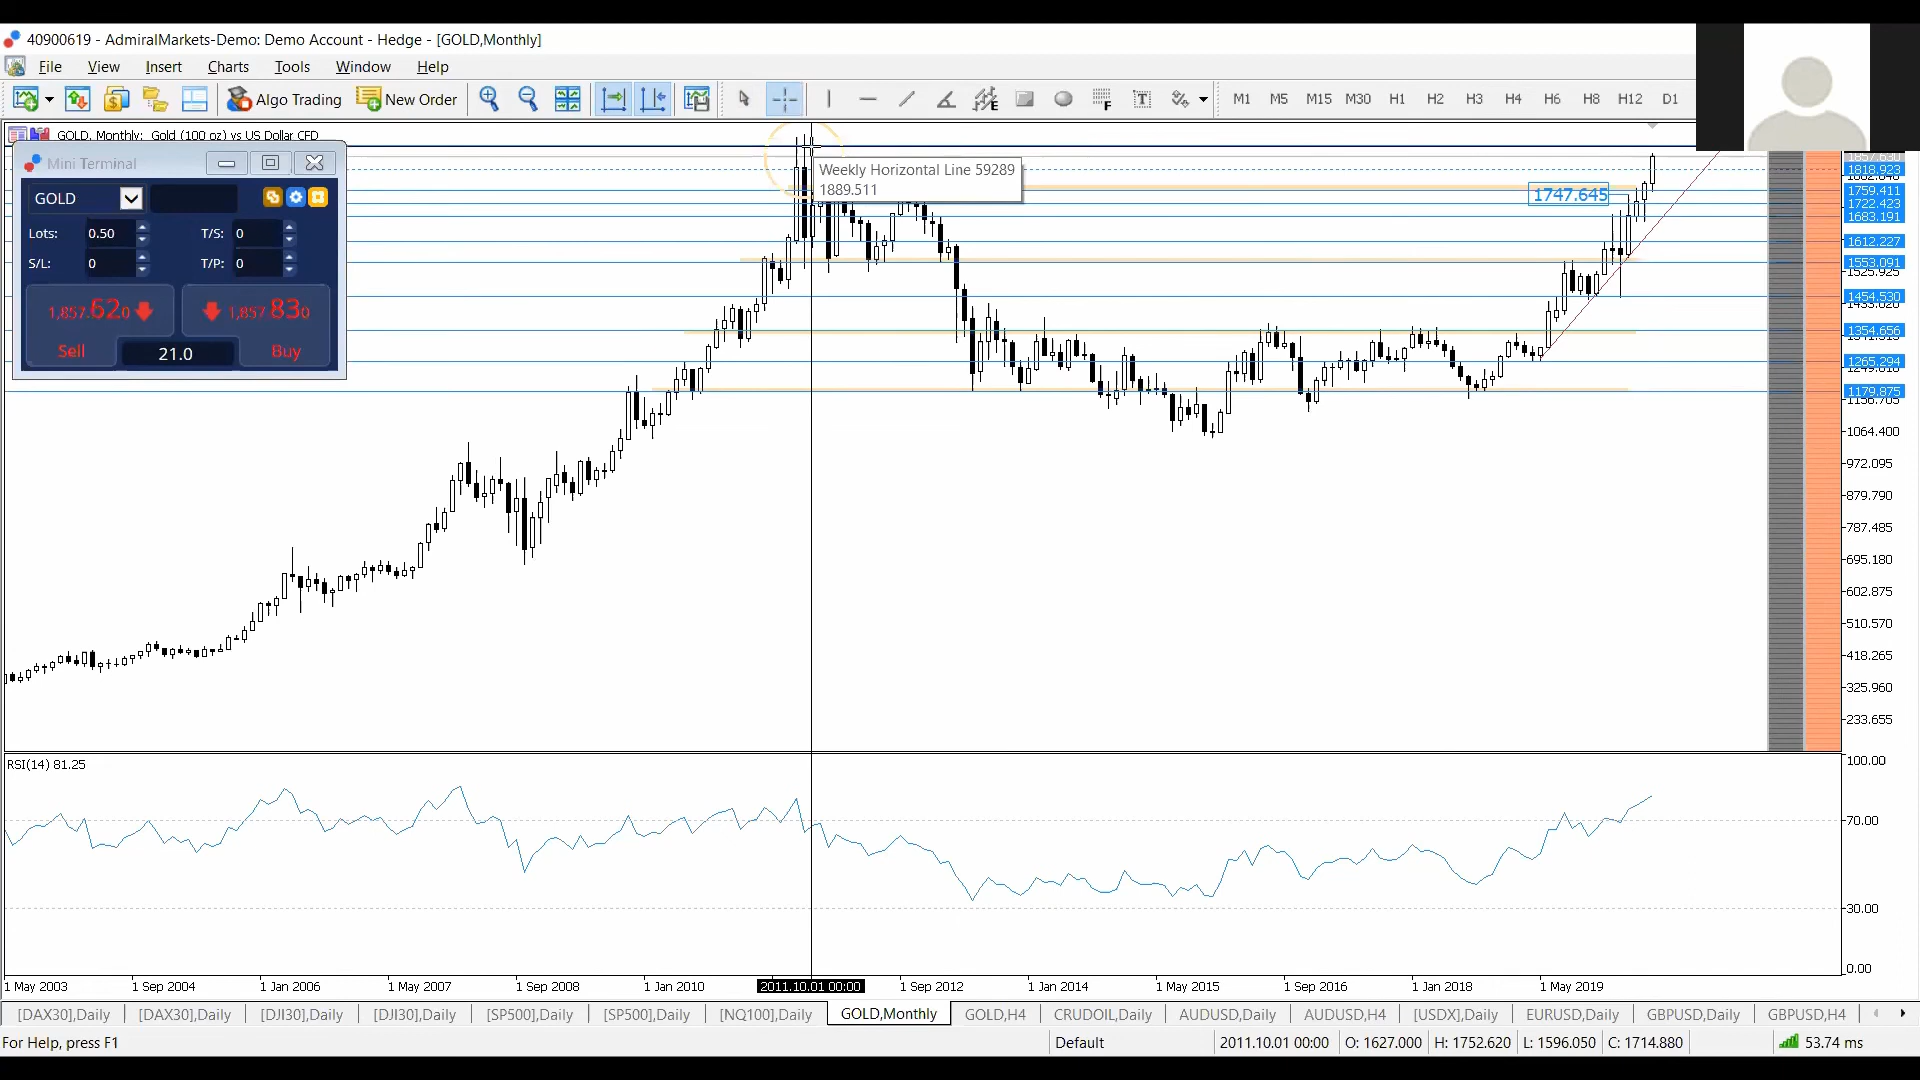 40900619 - AdmiralMarkets-Demo: Demo Account - Hedge - [GOLD,Monthly]
File View Insert Charts Tools Window Help
Algo Trading New Order M1 M5 M15 M30 H1 H2 H3 H4 H6 H8 H12 D1
GOLD, Monthly: Gold (100 oz) vs US Dollar CFD
Mini Terminal
GOLD
Lots: 0.50 T/S: 0
S/L: 0 T/P: 0
1,857.620 1,857.830
Sell 21.0 Buy
Weekly Horizontal Line 59289
1889.511
1747.645
1857.630
1818.923
1759.411
1722.423
1683.191
1612.227
1553.091
1525.925
1454.530
1354.656
1265.294
1179.875
1064.400
972.095
879.790
787.485
695.180
602.875
510.570
418.265
325.960
233.655
RSI(14) 81.25
100.00
70.00
30.00
0.00
1 May 2003 1 Sep 2004 1 Jan 2006 1 May 2007 1 Sep 2008 1 Jan 2010 2011.10.01 00:00 1 Sep 2012 1 Jan 2014 1 May 2015 1 Sep 2016 1 Jan 2018 1 May 2019
[DAX30],Daily [DAX30],Daily [DJI30],Daily [DJI30],Daily [SP500],Daily [SP500],Daily [NQ100],Daily GOLD,Monthly GOLD,H4 CRUDOIL,Daily AUDUSD,Daily AUDUSD,H4 [USDX],Daily EURUSD,Daily GBPUSD,Daily GBPUSD,H4
For Help, press F1 Default 2011.10.01 00:00 O: 1627.000 H: 1752.620 L: 1596.050 C: 1714.880 53.74 ms